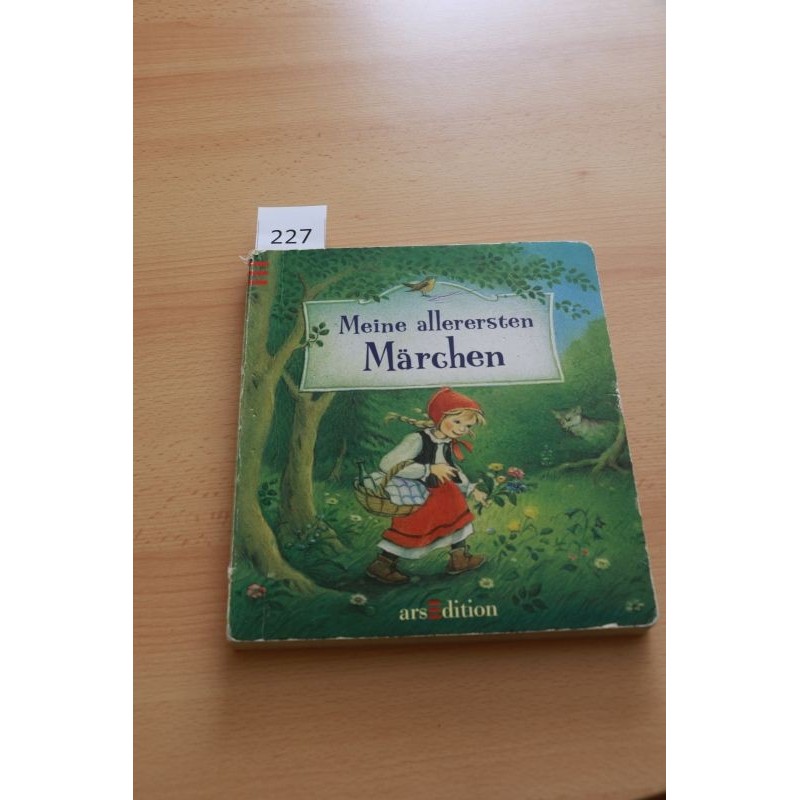 227
Meine allerersten
Märchen
arsEdition